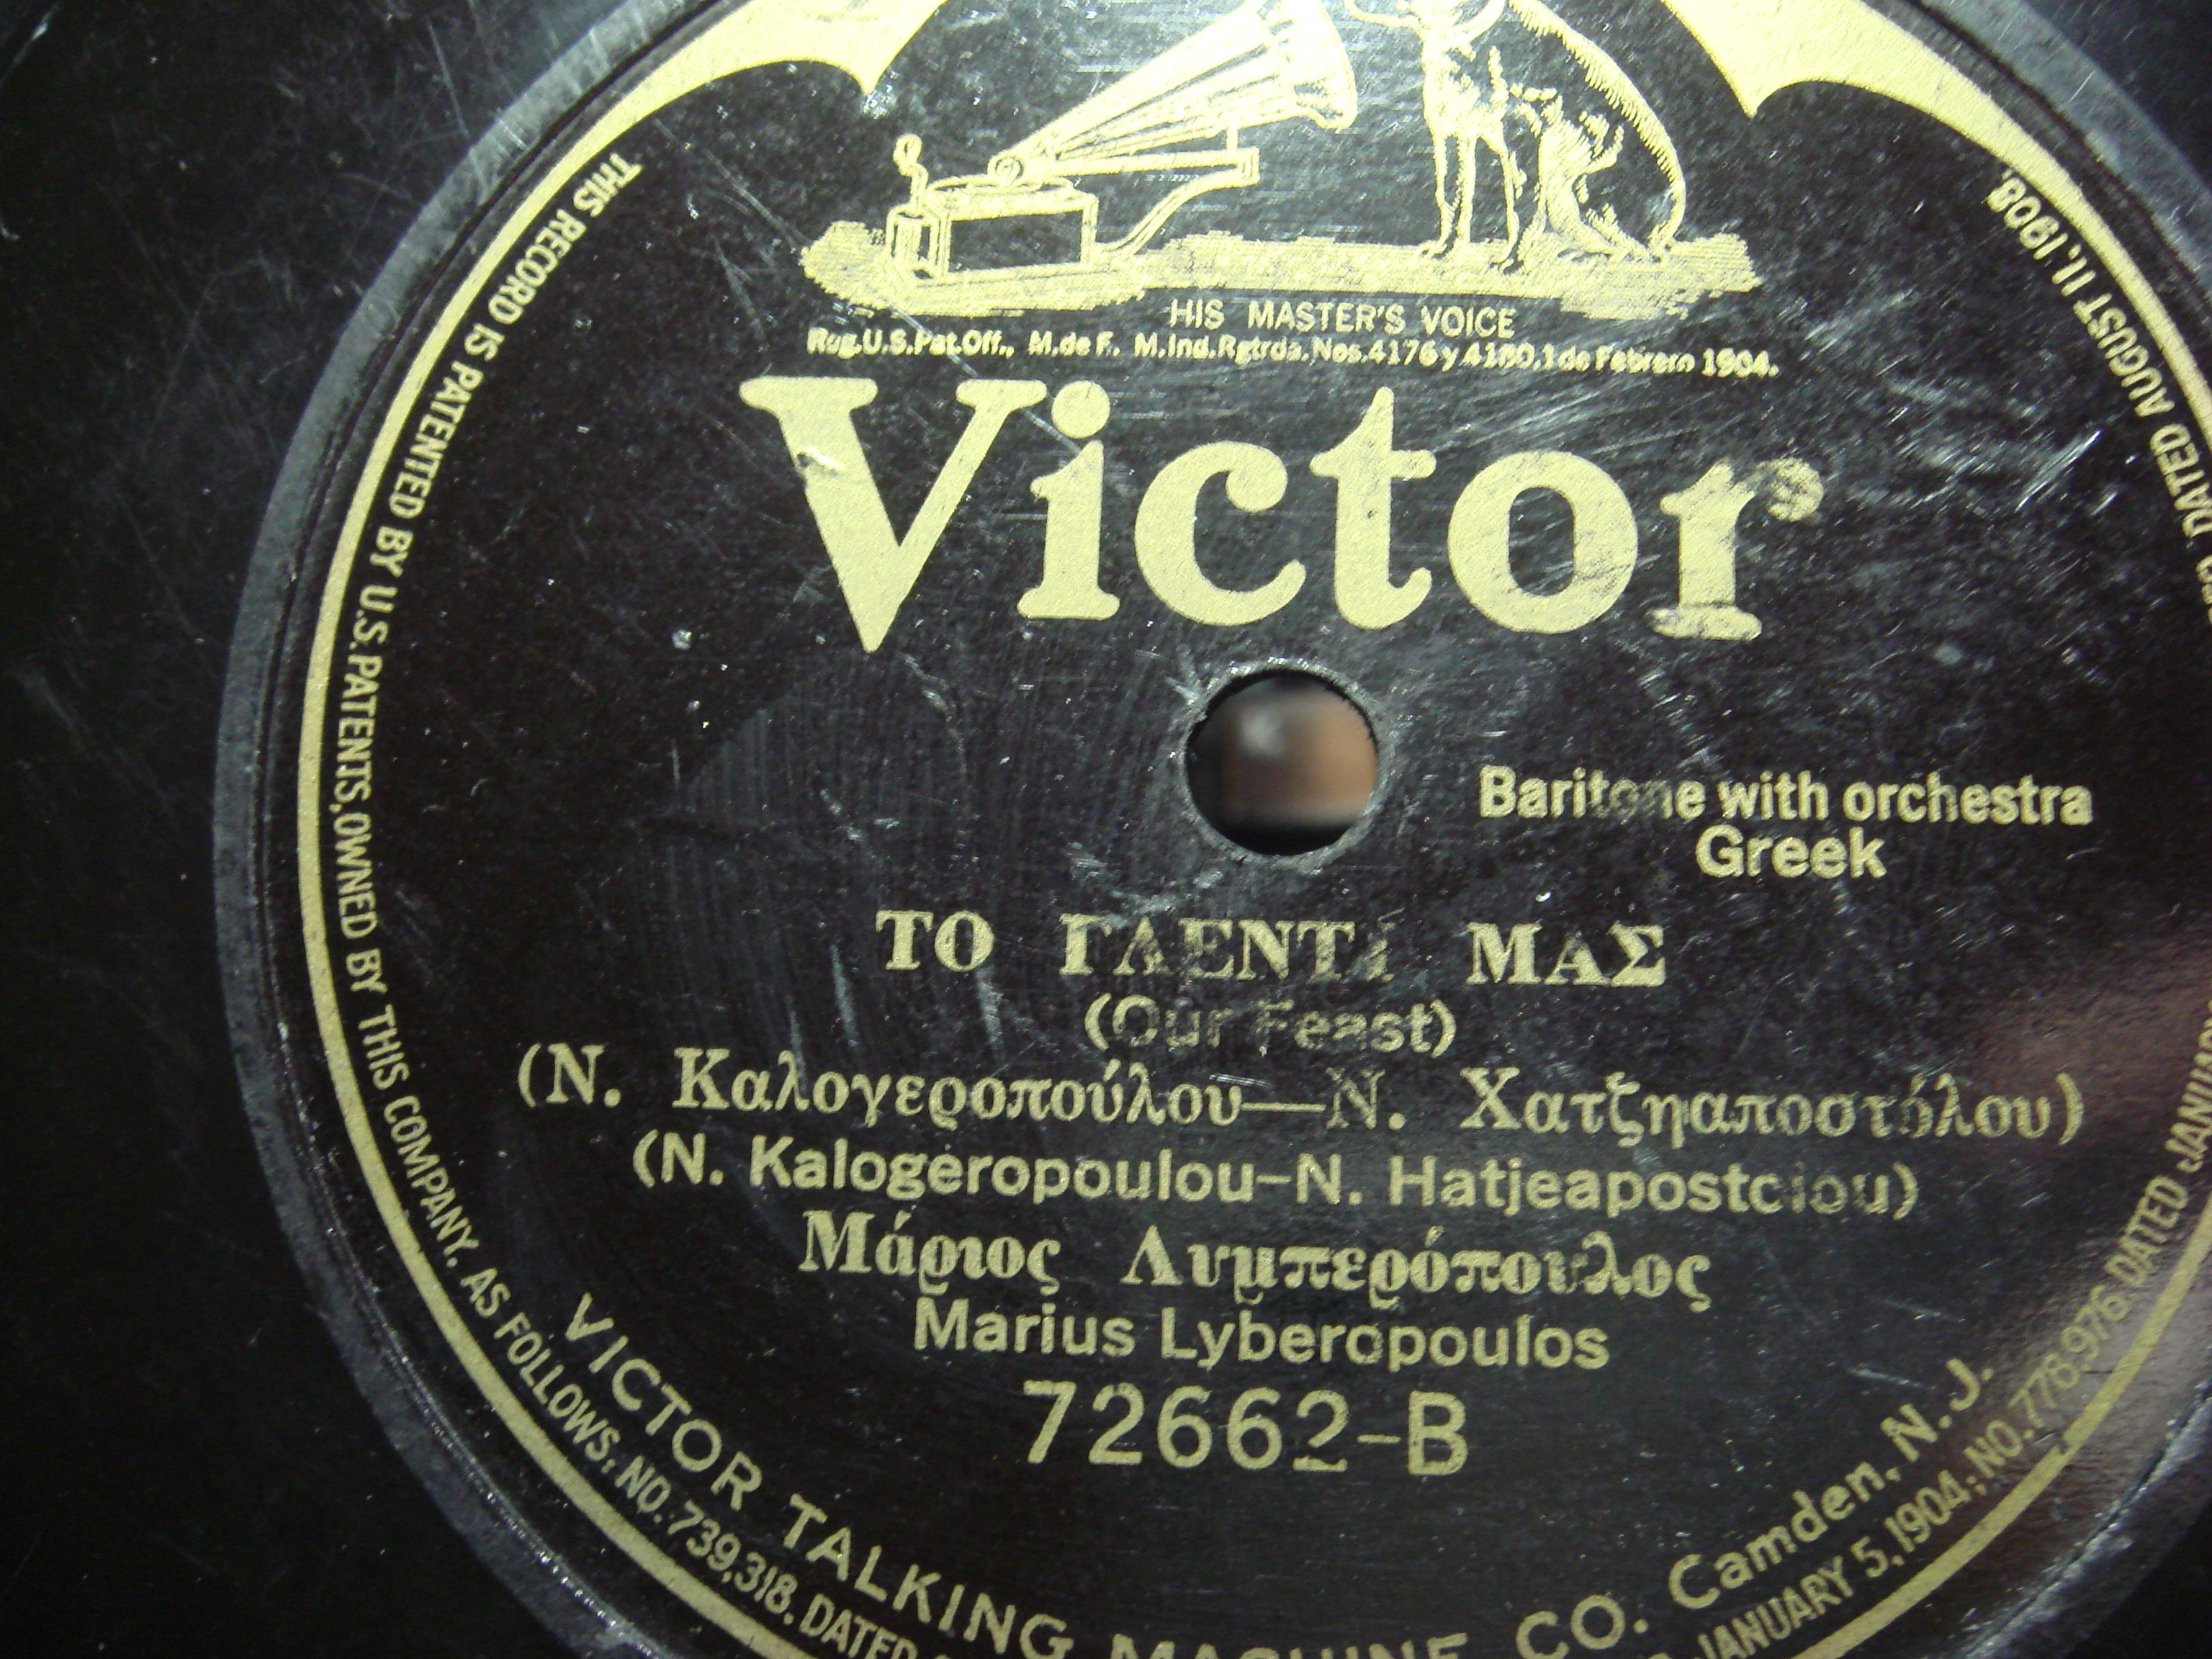 HIS MASTER'S VOICE
Reg.U.S.Pat.Off., M.de F. M.Ind.Rgtrda.Nos.4176 y 4180.1 de Febrero 1904.
Victor
Baritone with orchestra
Greek
ΤΟ ΓΛΕΝΤΙ ΜΑΣ
(Our Feast)
(Ν. Καλογεροπούλου—Ν. Χατζηαποστόλου)
(N. Kalogeropoulou-N. Hatjeapostolou)
Μάριος Λυμπερόπουλος
Marius Lyberopoulos
72662-B
VICTOR TALKING MACHINE CO. Camden, N.J.
THIS RECORD IS PATENTED BY U.S. PATENTS, OWNED BY THIS COMPANY, AS FOLLOWS: NO. 739,318. DATED
JANUARY 5, 1904; NO. 778,976 DATED
DATED AUGUST 11, 1908.